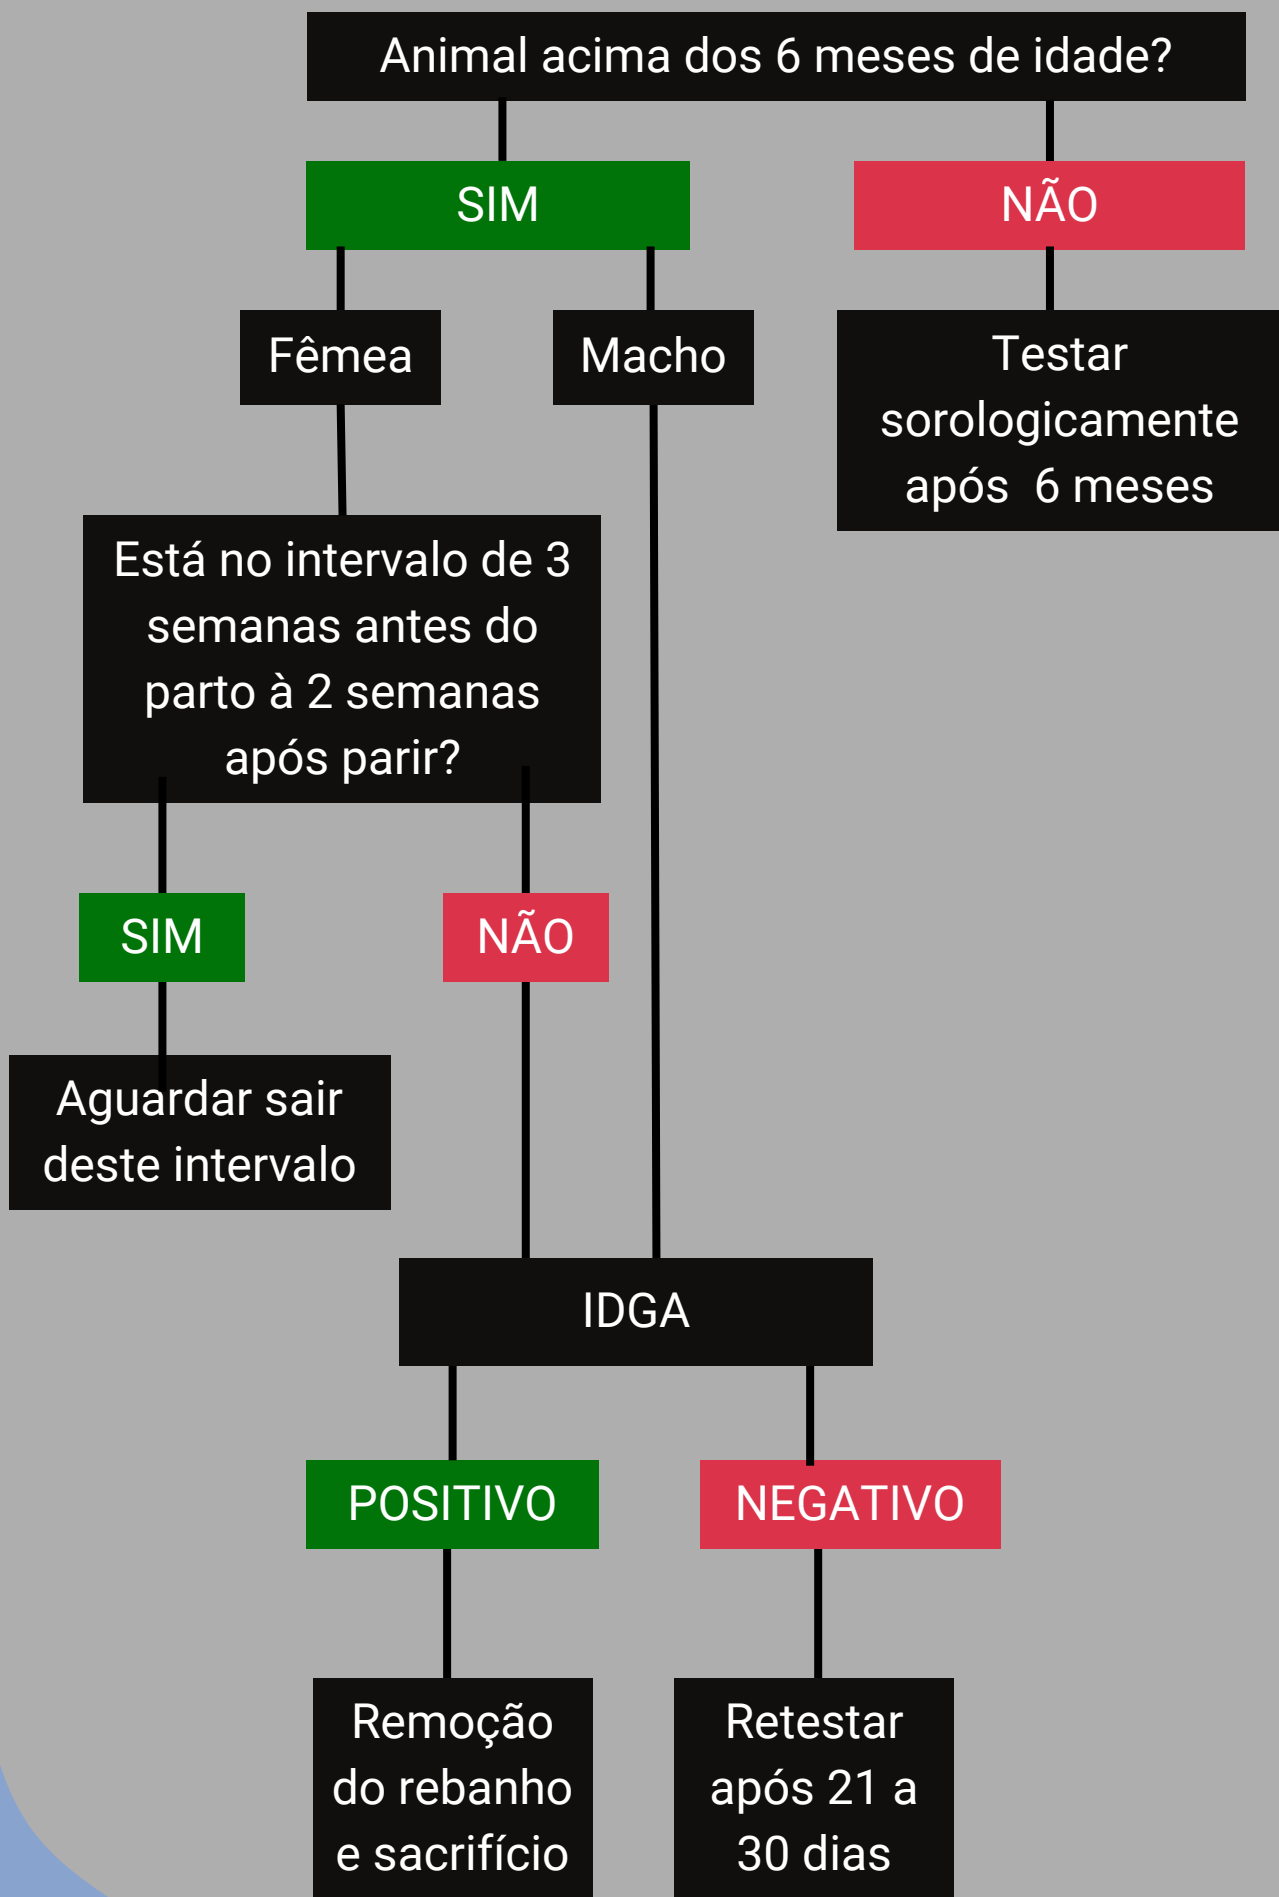 Animal acima dos 6 meses de idade?
SIM
NÃO
Fêmea
Macho
Testar
sorologicamente
após  6 meses
Está no intervalo de 3
semanas antes do
parto à 2 semanas
após parir?
SIM
NÃO
Aguardar sair
deste intervalo
IDGA
POSITIVO
NEGATIVO
Remoção
do rebanho
e sacrifício
Retestar
após 21 a
30 dias